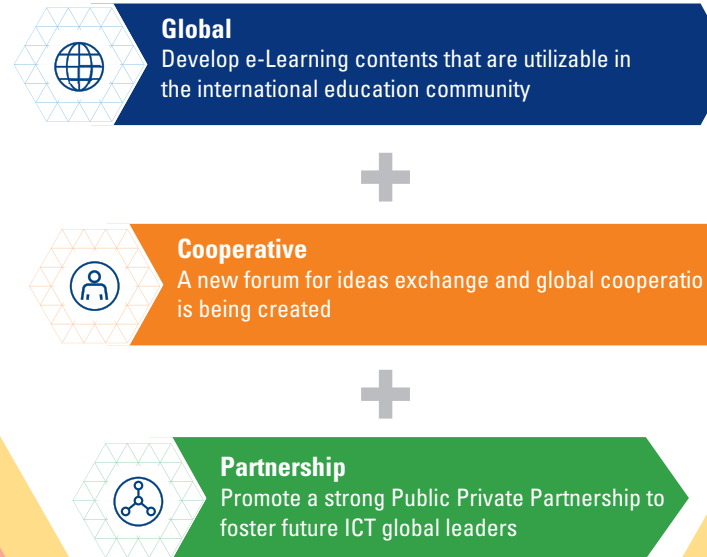 Global
Develop e-Learning contents that are utilizable in
the international education community
Cooperative
A new forum for ideas exchange and global cooperatio
is being created
Partnership
Promote a strong Public Private Partnership to
foster future ICT global leaders